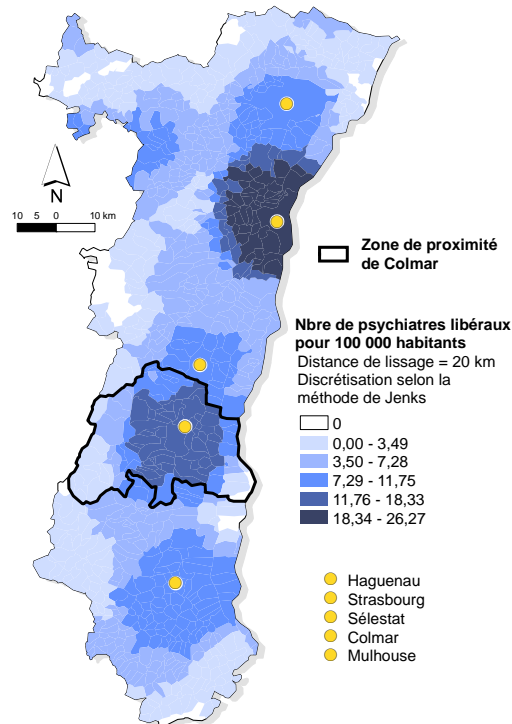 N
10 5 0 10 km
Zone de proximité
de Colmar
Nbre de psychiatres libéraux
pour 100 000 habitants
Distance de lissage = 20 km
Discrétisation selon la
méthode de Jenks
0
0,00 - 3,49
3,50 - 7,28
7,29 - 11,75
11,76 - 18,33
18,34 - 26,27
Haguenau
Strasbourg
Sélestat
Colmar
Mulhouse